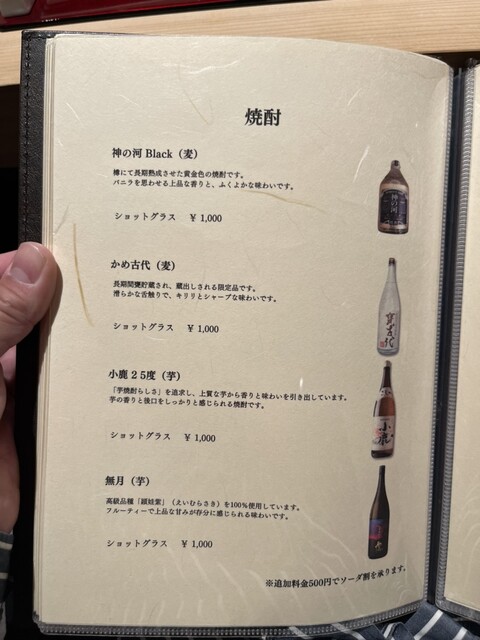 焼酎
神の河 Black（麦）
樽にて長期熟成させた黄金色の焼酎です。
バニラを思わせる上品な香りと、ふくよかな味わいです。
ショットグラス ￥1,000
神の河
かめ古代（麦）
長期間甕貯蔵され、蔵出しされる限定品です。
滑らかな舌触りで、キリリとシャープな味わいです。
ショットグラス ￥1,000
小鹿 25度（芋）
「芋焼酎らしさ」を追求し、上質な芋から香りと味わいを引き出しています。
芋の香りと後口をしっかりと感じられる焼酎です。
ショットグラス ￥1,000
小鹿
無月（芋）
高級品種「頴娃紫」（えいむらさき）を100%使用しています。
フルーティーで上品な甘みが存分に感じられる味わいです。
ショットグラス ￥1,000
※追加料金500円でソーダ割を承ります。